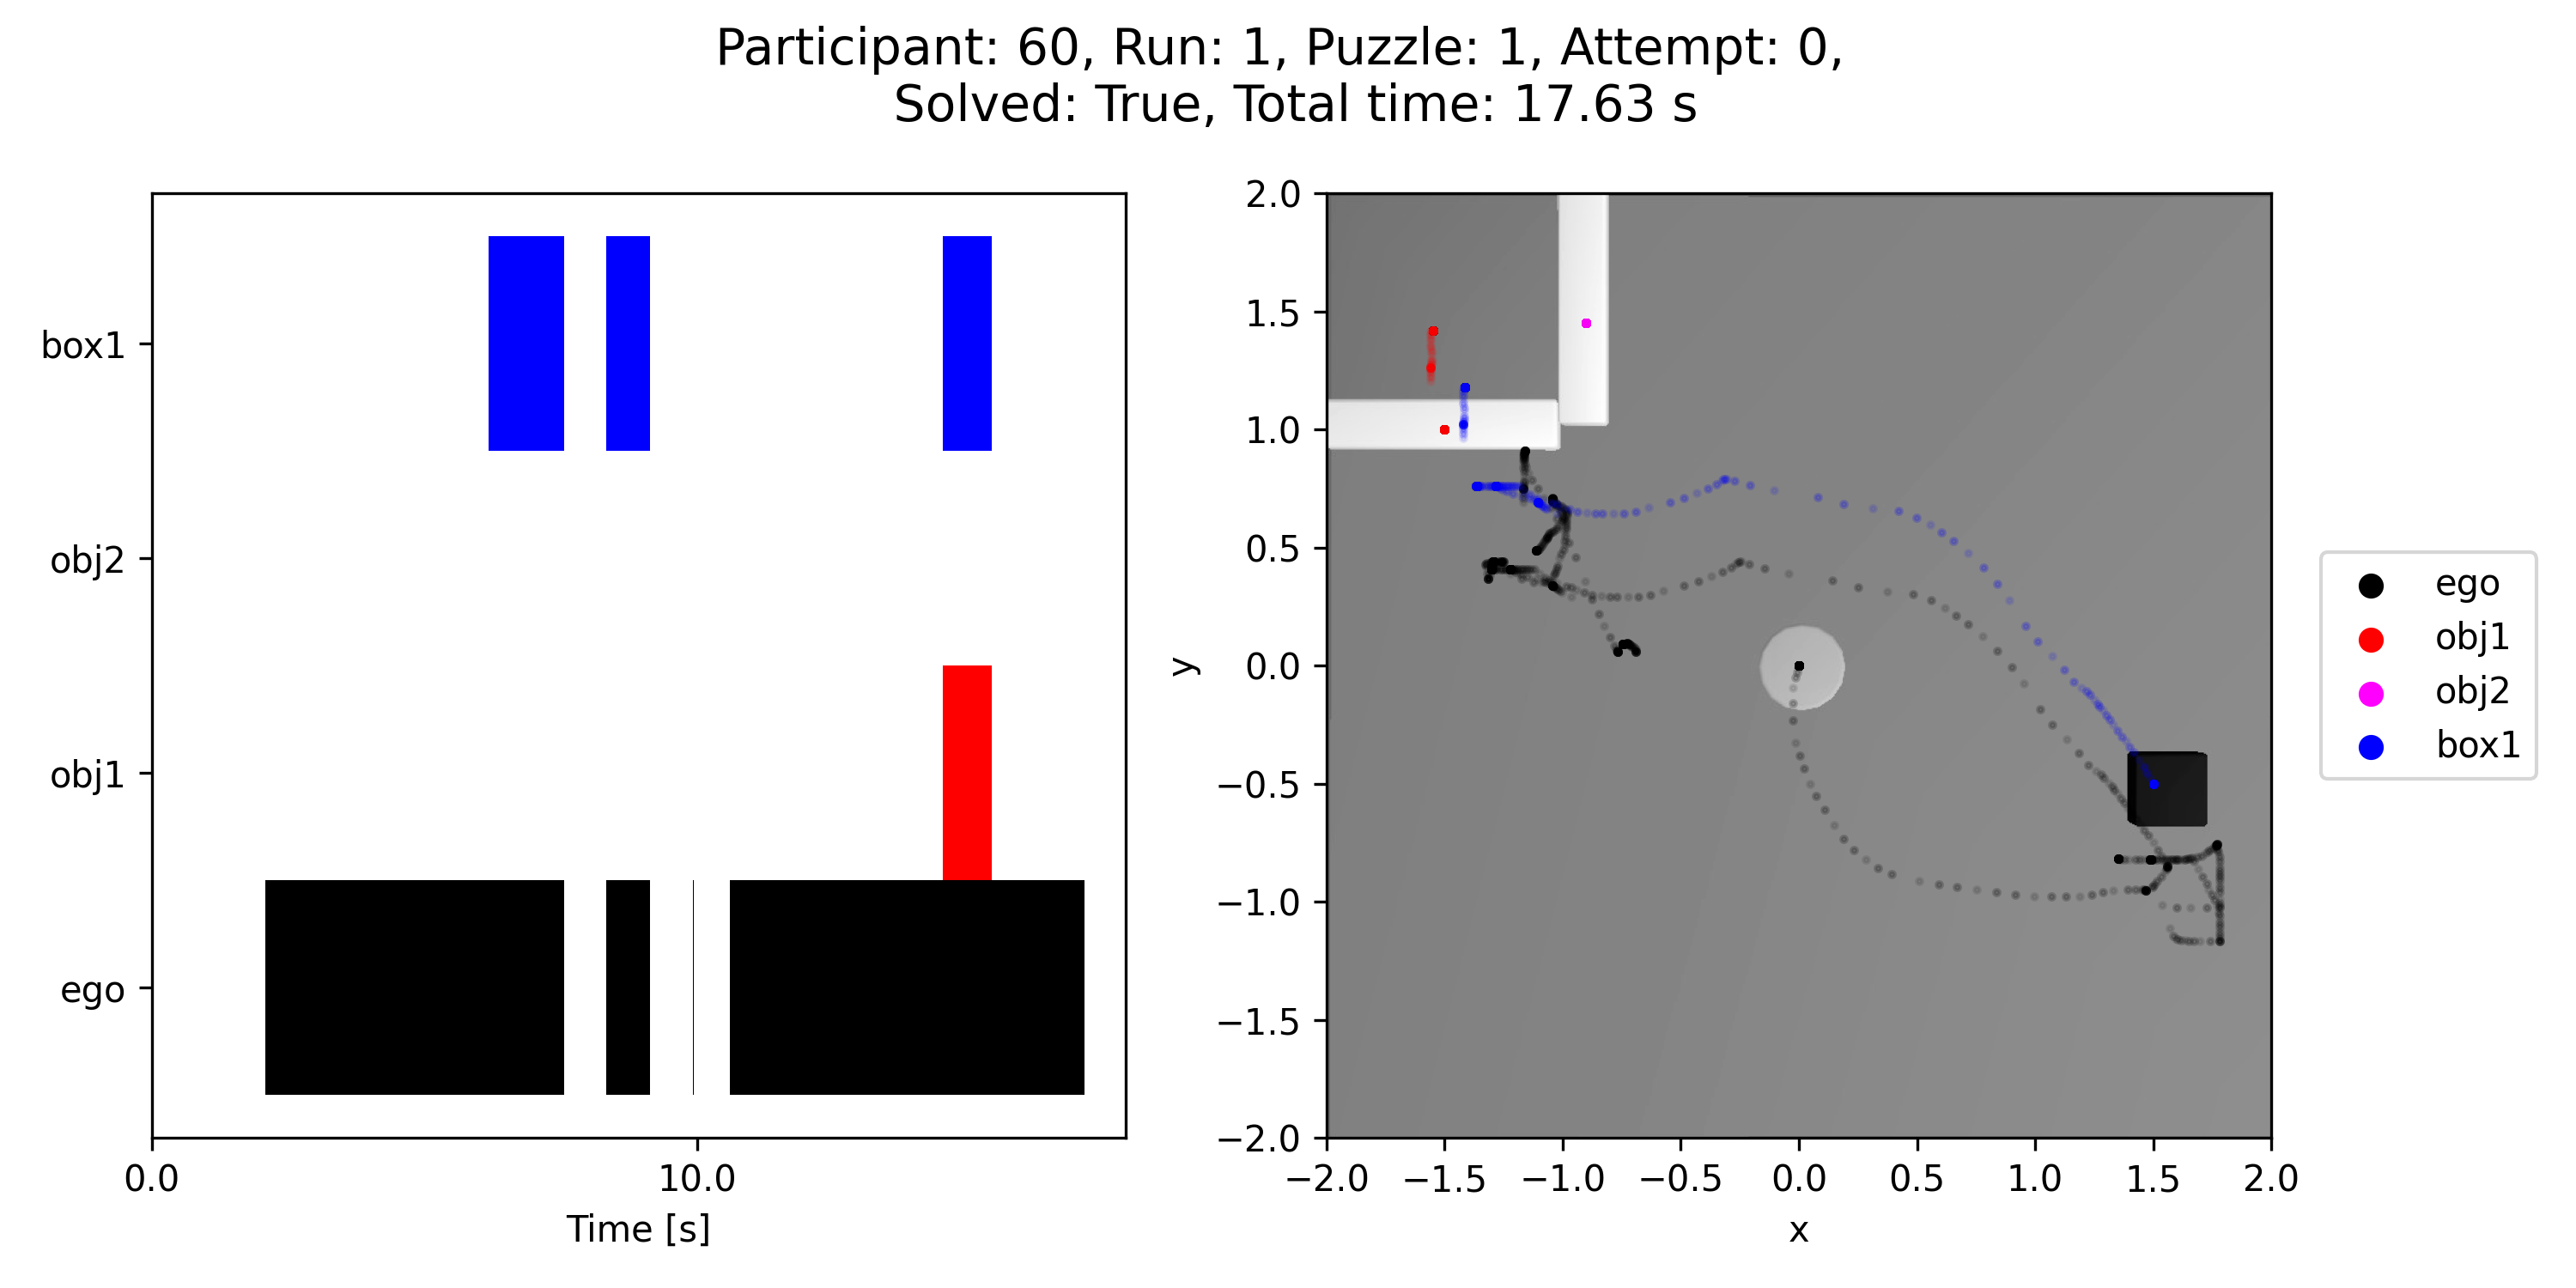 Participant: 60, Run: 1, Puzzle: 1, Attempt: 0,
Solved: True, Total time: 17.63 s
box1
obj2
obj1
ego
0.0
10.0
Time [s]
2.0
1.5
1.0
0.5
0.0
−0.5
−1.0
−1.5
−2.0
y
−2.0
−1.5
−1.0
−0.5
0.0
0.5
1.0
1.5
2.0
x
ego
obj1
obj2
box1